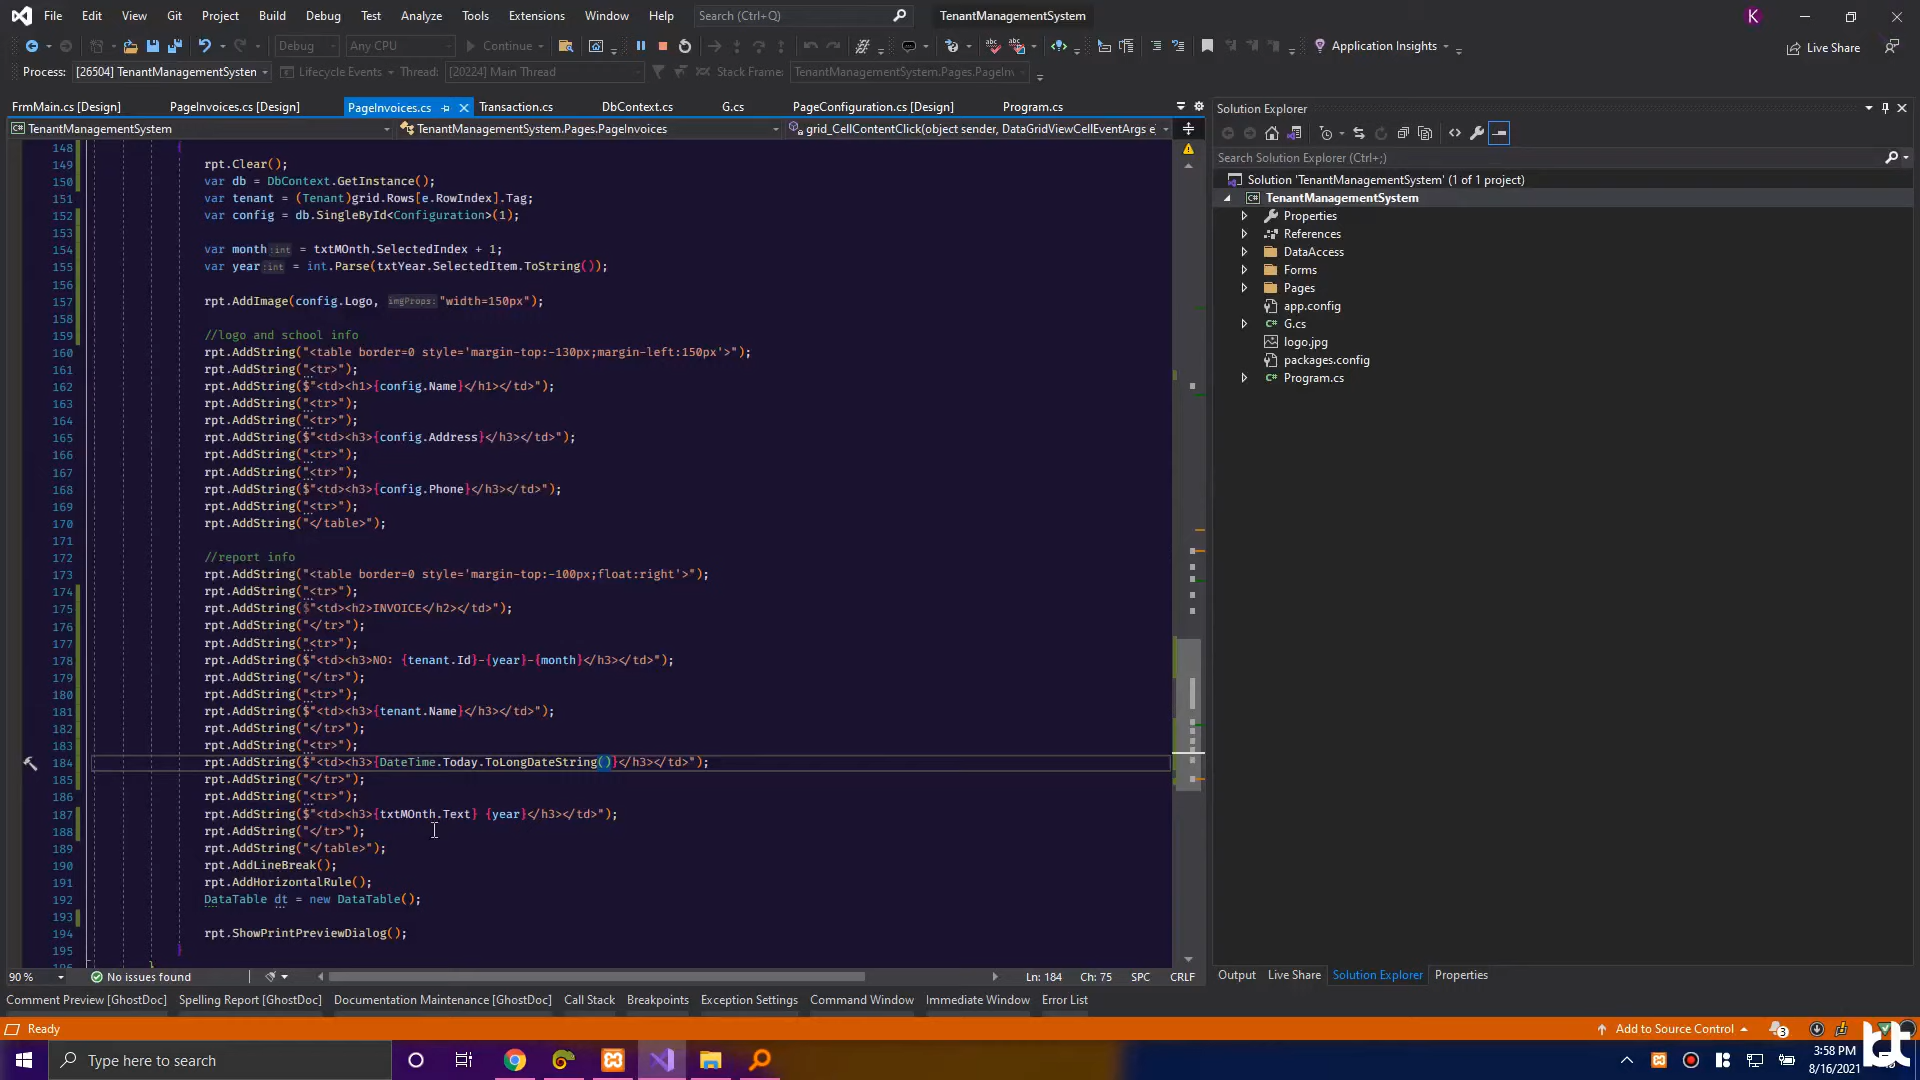 File Edit View Git Project Build Debug Test Analyze Tools Extensions Window Help Search (Ctrl+Q) TenantManagementSystem K
Debug Any CPU Continue Application Insights Live Share
Process: [26504] TenantManagementSysten Lifecycle Events Thread: [20224] Main Thread Stack Frame: TenantManagementSystem.Pages.PageIn
FrmMain.cs [Design] PageInvoices.cs [Design] PageInvoices.cs Transaction.cs DbContext.cs G.cs PageConfiguration.cs [Design] Program.cs
TenantManagementSystem TenantManagementSystem.Pages.PageInvoices grid_CellContentClick(object sender, DataGridViewCellEventArgs e
148 {
149 rpt.Clear();
150 var db = DbContext.GetInstance();
151 var tenant = (Tenant)grid.Rows[e.RowIndex].Tag;
152 var config = db.SingleById<Configuration>(1);
153
154 var month :int = txtMOnth.SelectedIndex + 1;
155 var year :int = int.Parse(txtYear.SelectedItem.ToString());
156
157 rpt.AddImage(config.Logo, imgProps: "width=150px");
158
159 //logo and school info
160 rpt.AddString("<table border=0 style='margin-top:-130px;margin-left:150px'>");
161 rpt.AddString("<tr>");
162 rpt.AddString($"<td><h1>{config.Name}</h1></td>");
163 rpt.AddString("<tr>");
164 rpt.AddString("<tr>");
165 rpt.AddString($"<td><h3>{config.Address}</h3></td>");
166 rpt.AddString("<tr>");
167 rpt.AddString("<tr>");
168 rpt.AddString($"<td><h3>{config.Phone}</h3></td>");
169 rpt.AddString("<tr>");
170 rpt.AddString("</table>");
171
172 //report info
173 rpt.AddString("<table border=0 style='margin-top:-100px;float:right'>");
174 rpt.AddString("<tr>");
175 rpt.AddString($"<td><h2>INVOICE</h2></td>");
176 rpt.AddString("</tr>");
177 rpt.AddString("<tr>");
178 rpt.AddString($"<td><h3>NO: {tenant.Id}-{year}-{month}</h3></td>");
179 rpt.AddString("</tr>");
180 rpt.AddString("<tr>");
181 rpt.AddString($"<td><h3>{tenant.Name}</h3></td>");
182 rpt.AddString("</tr>");
183 rpt.AddString("<tr>");
184 rpt.AddString($"<td><h3>{DateTime.Today.ToLongDateString()}</h3></td>");
185 rpt.AddString("</tr>");
186 rpt.AddString("<tr>");
187 rpt.AddString($"<td><h3>{txtMOnth.Text} {year}</h3></td>");
188 rpt.AddString("</tr>");
189 rpt.AddString("</table>");
190 rpt.AddLineBreak();
191 rpt.AddHorizontalRule();
192 DataTable dt = new DataTable();
193
194 rpt.ShowPrintPreviewDialog();
195 }
Solution Explorer
Search Solution Explorer (Ctrl+;)
Solution 'TenantManagementSystem' (1 of 1 project)
TenantManagementSystem
Properties
References
DataAccess
Forms
Pages
app.config
G.cs
logo.jpg
packages.config
Program.cs
90 % No issues found Ln: 184 Ch: 75 SPC CRLF
Output Live Share Solution Explorer Properties
Comment Preview [GhostDoc] Spelling Report [GhostDoc] Documentation Maintenance [GhostDoc] Call Stack Breakpoints Exception Settings Command Window Immediate Window Error List
Ready Add to Source Control 3
Type here to search
3:58 PM
8/16/2021